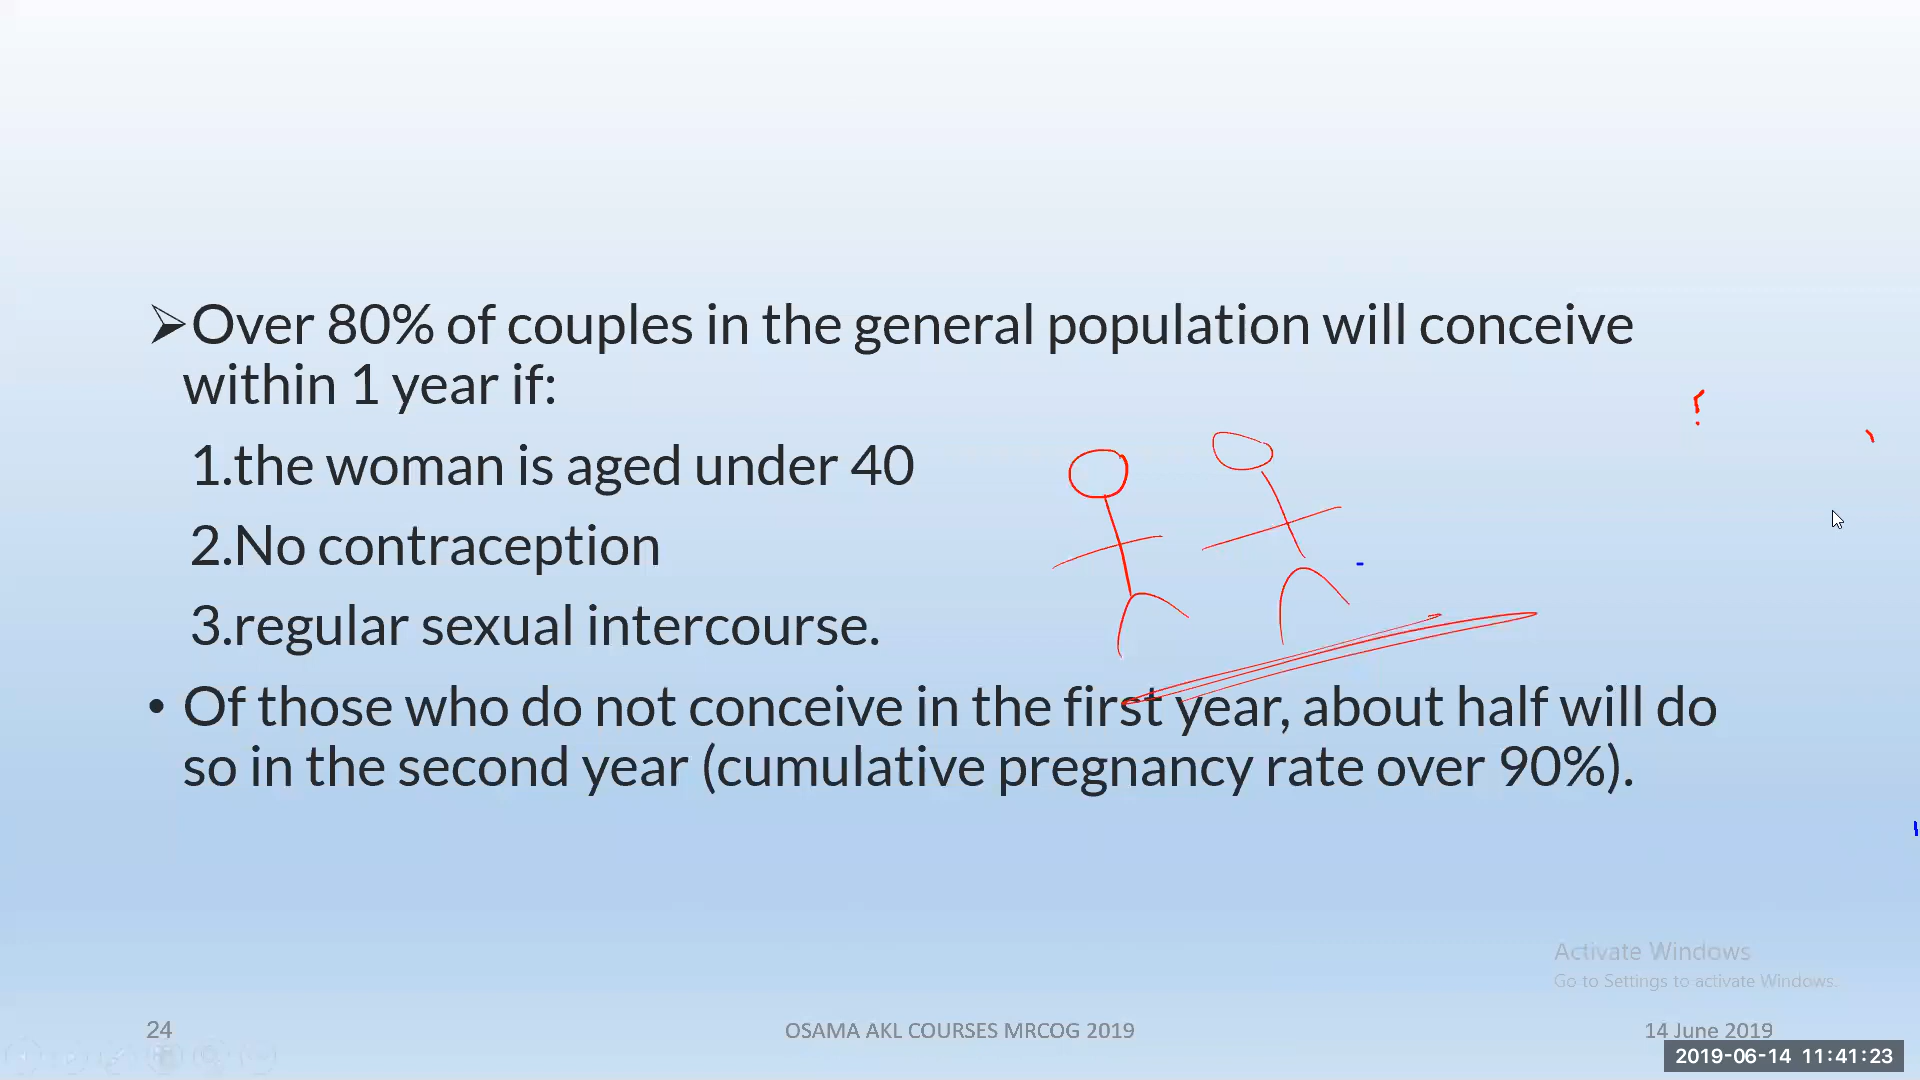 ➢Over 80% of couples in the general population will conceive
within 1 year if:
1.the woman is aged under 40
2.No contraception
3.regular sexual intercourse.
• Of those who do not conceive in the first year, about half will do
so in the second year (cumulative pregnancy rate over 90%).
Activate Windows
Go to Settings to activate Windows.
24
OSAMA AKL COURSES MRCOG 2019
14 June 2019
2019-06-14 11:41:23